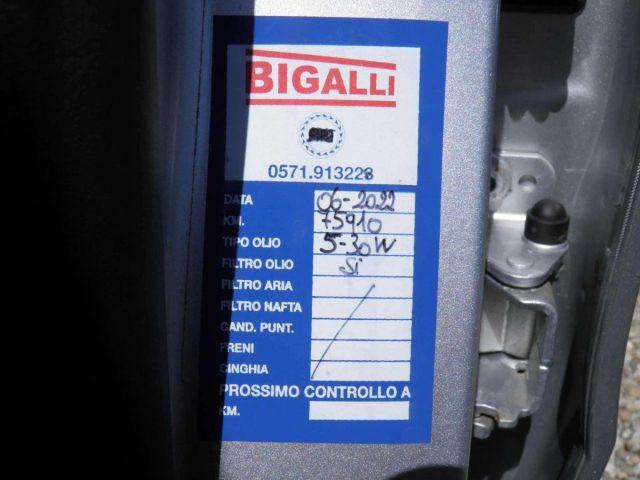 BIGALLI
0571.913228
DATA 06-2022
KM. 75910
TIPO OLIO 5-30W
FILTRO OLIO Si
FILTRO ARIA
FILTRO NAFTA
CAND. PUNT.
FRENI
CINGHIA
PROSSIMO CONTROLLO A
KM.